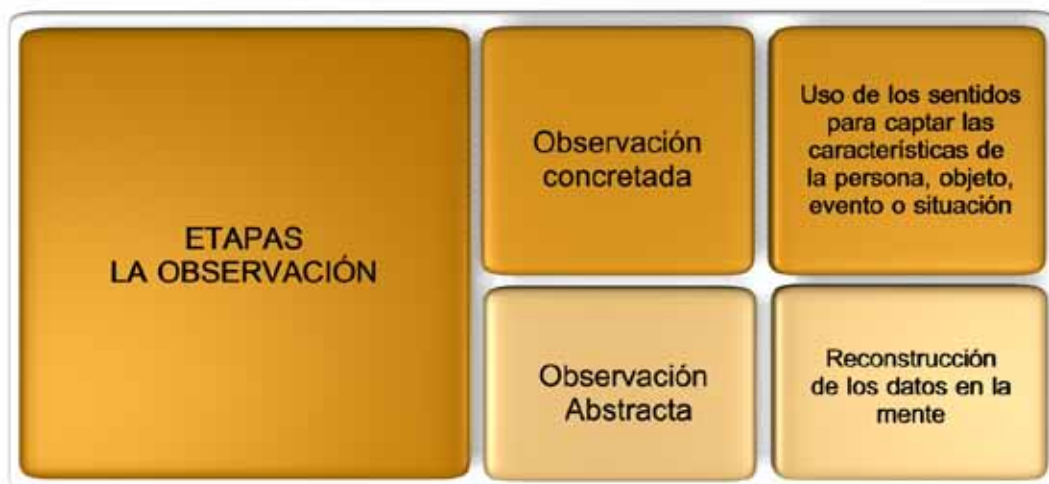 ETAPAS
LA OBSERVACIÓN
Observación
concretada
Uso de los sentidos
para captar las
características de
la persona, objeto,
evento o situación
Observación
Abstracta
Reconstrucción
de los datos en la
mente